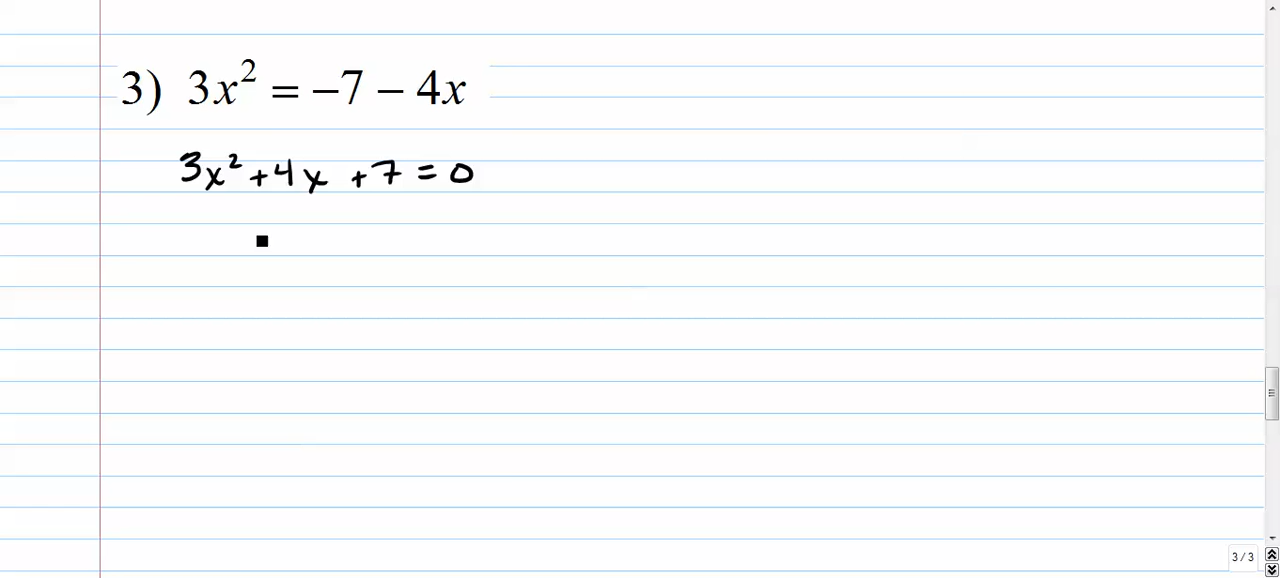 3) 3x² = −7 − 4x
3x² + 4x + 7 = 0
3 / 3